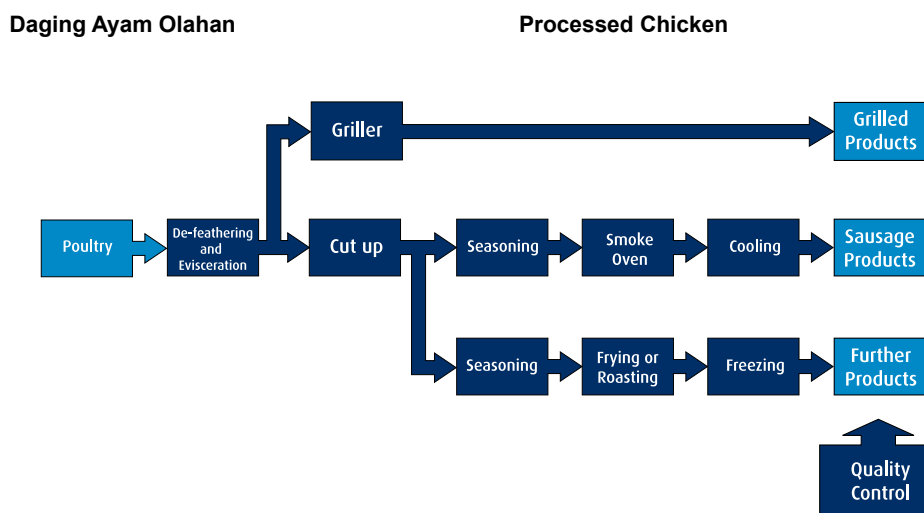 Daging Ayam Olahan
Processed Chicken
Griller
Grilled
Products
Poultry
De-feathering
and
Evisceration
Cut up
Seasoning
Smoke
Oven
Cooling
Sausage
Products
Seasoning
Frying or
Roasting
Freezing
Further
Products
Quality
Control